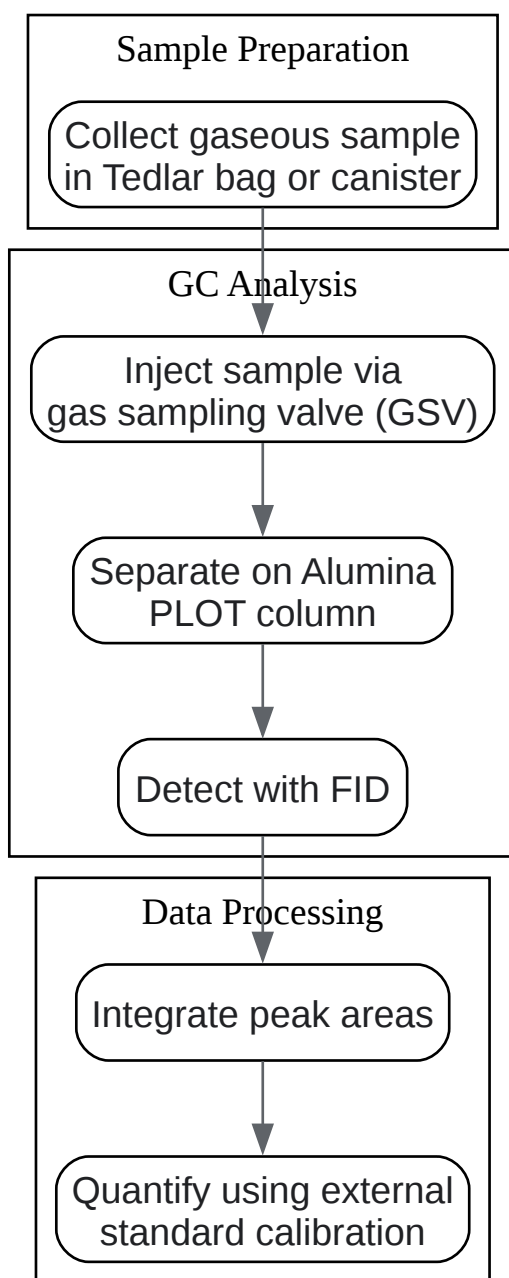 Sample Preparation
Collect gaseous sample
in Tedlar bag or canister
GC Analysis
Inject sample via
gas sampling valve (GSV)
Separate on Alumina
PLOT column
Detect with FID
Data Processing
Integrate peak areas
Quantify using external
standard calibration